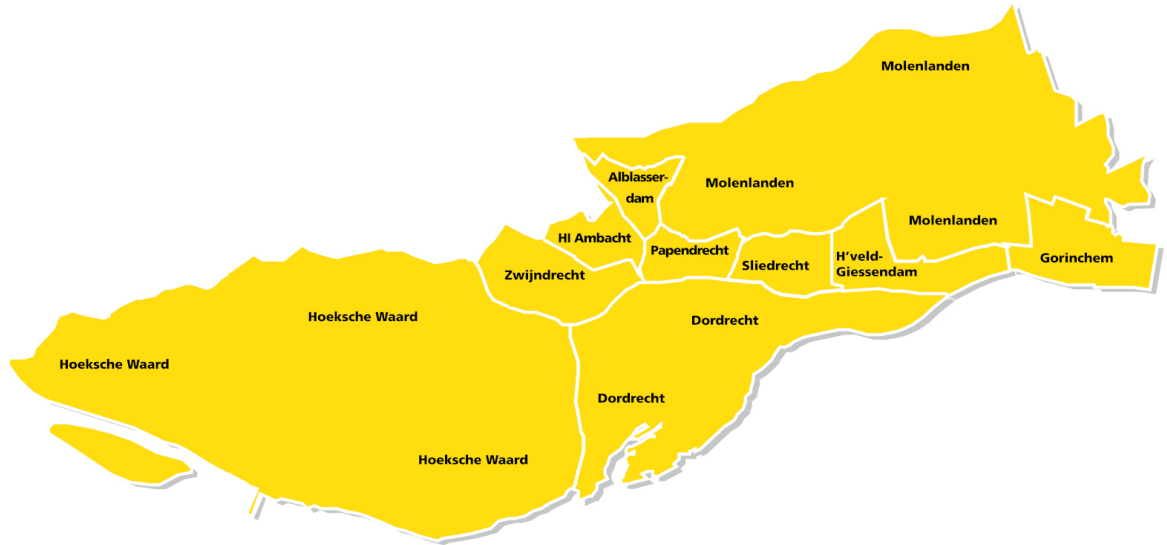 Molenlanden
Alblasser-
dam
Molenlanden
Molenlanden
Hl Ambacht
Papendrecht
Sliedrecht
H'veld-
Giessendam
Gorinchem
Zwijndrecht
Hoeksche Waard
Dordrecht
Hoeksche Waard
Dordrecht
Hoeksche Waard